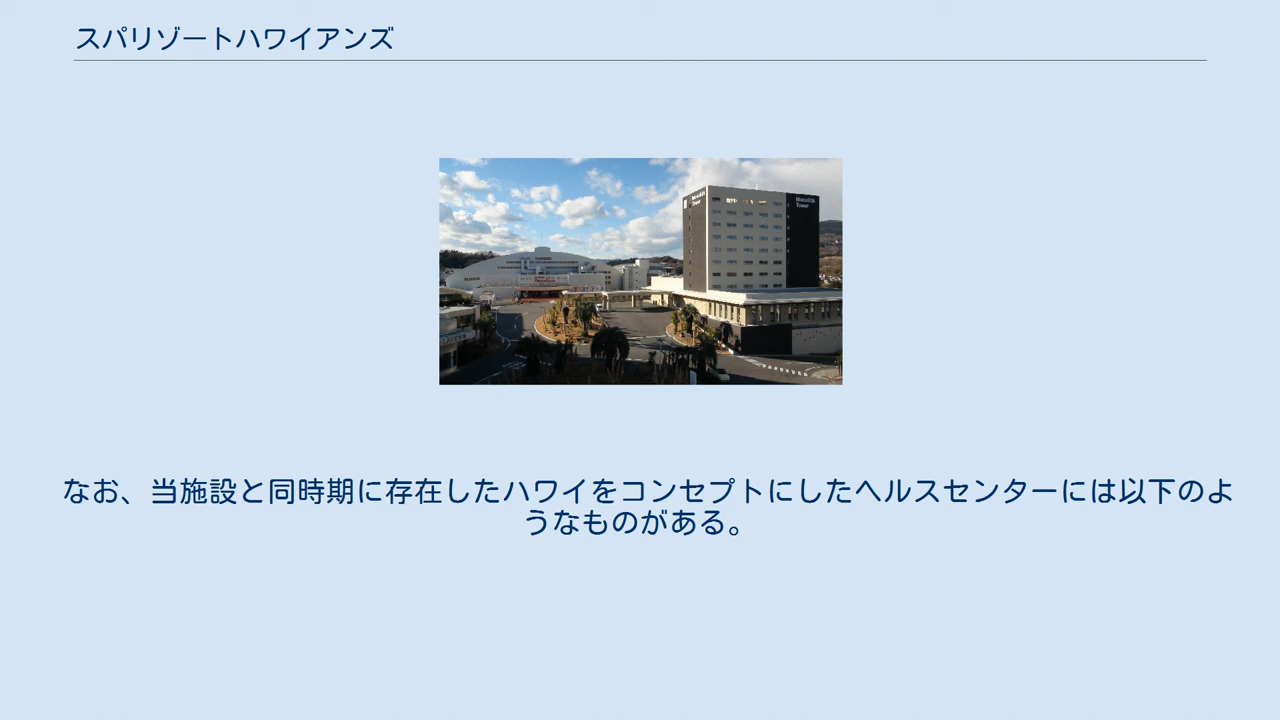 スパリゾートハワイアンズ
Monolith
Tower
なお、当施設と同時期に存在したハワイをコンセプトにしたヘルスセンターには以下のよ
うなものがある。